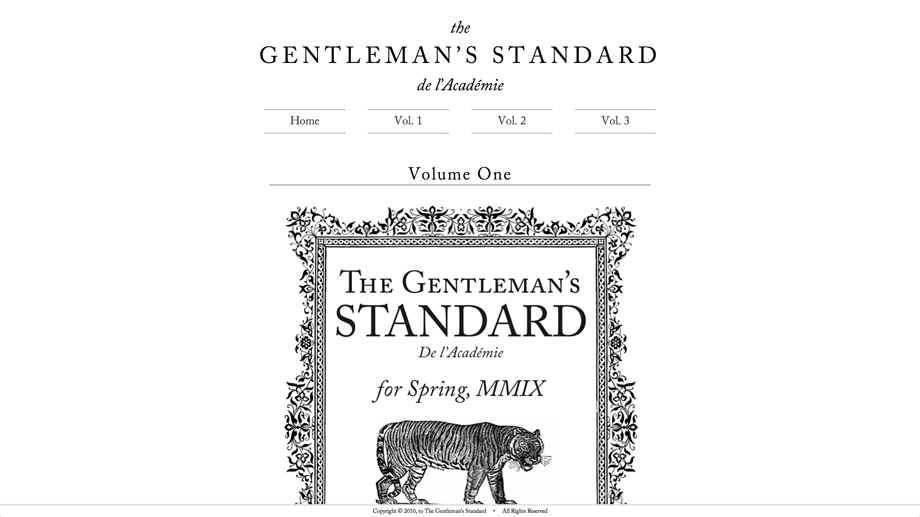 the
GENTLEMAN’S STANDARD
de l’Académie
Home Vol. 1 Vol. 2 Vol. 3
Volume One
THE GENTLEMAN’S
STANDARD
De l’Académie
for Spring, MMIX
Copyright © 2010, to The Gentleman's Standard • All Rights Reserved